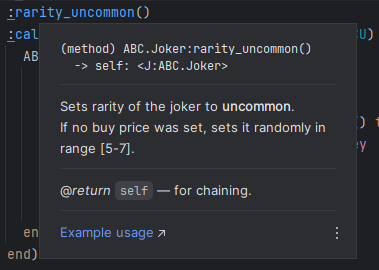 :rarity_uncommon()
:cal
CU)
AB
(method) ABC.Joker:rarity_uncommon()
-> self: <J:ABC.Joker>
Sets rarity of the joker to uncommon.
If no buy price was set, sets it randomly in
range [5-7].
) f
ey
@return self — for chaining.
en
Example usage ↗
end)